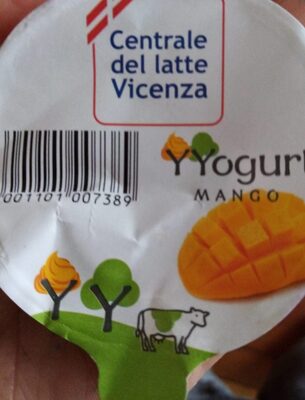 Centrale
del latte
Vicenza
YYogurt
MANGO
001101 007389